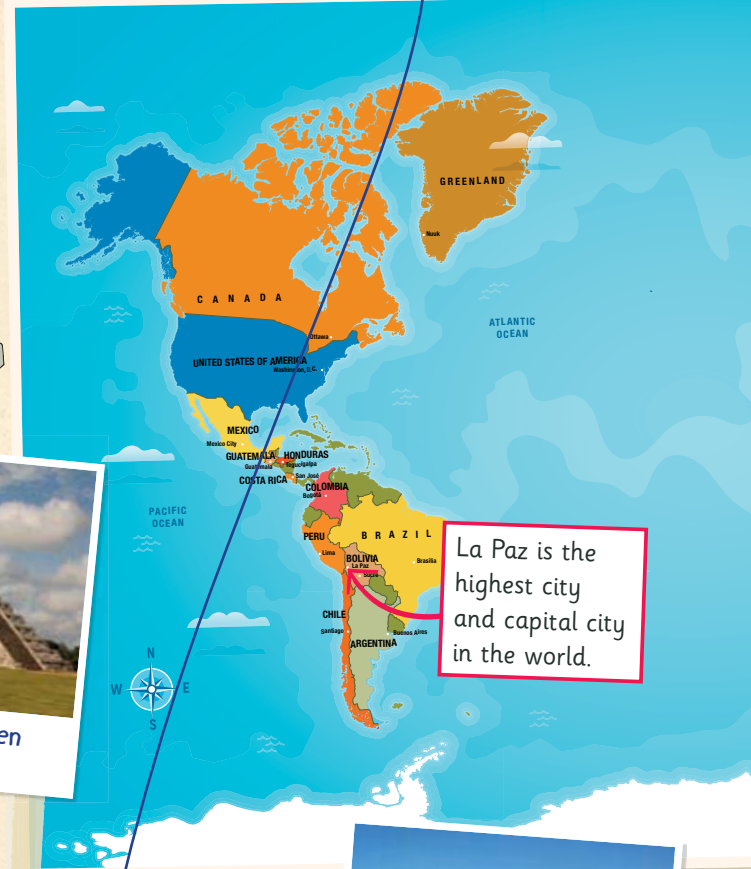 GREENLAND
Nuuk
CANADA
ATLANTIC
OCEAN
Ottawa
UNITED STATES OF AMERICA
Washington, D.C.
MEXICO
Mexico City
GUATEMALA
HONDURAS
Guatemala
Tegucigalpa
COSTA RICA
San José
COLOMBIA
Bogotá
PACIFIC
OCEAN
PERU
BRAZIL
Lima
BOLIVIA
La Paz
Sucre
Brasilia
La Paz is the
highest city
and capital city
in the world.
CHILE
Santiago
Buenos Aires
ARGENTINA
N
W
E
S
en